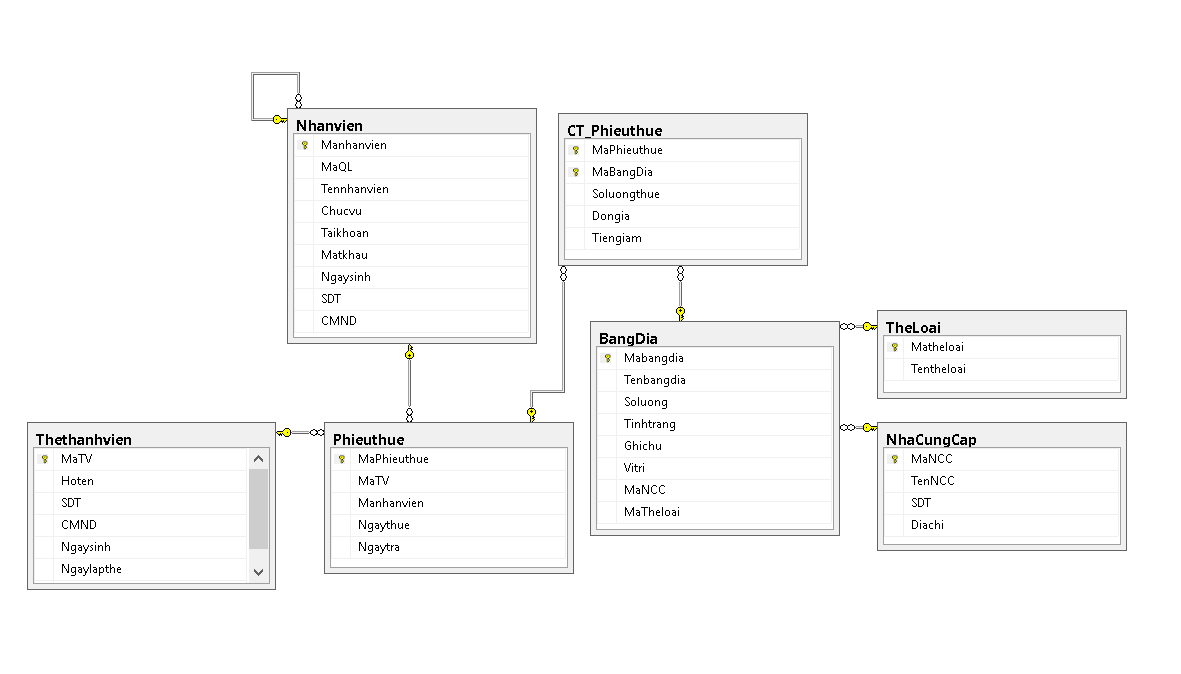 Nhanvien
Manhanvien
MaQL
Tennhanvien
Chucvu
Taikhoan
Matkhau
Ngaysinh
SDT
CMND
CT_Phieuthue
MaPhieuthue
MaBangDia
Soluongthue
Dongia
Tiengiam
BangDia
Mabangdia
Tenbangdia
Soluong
Tinhtrang
Ghichu
Vitri
MaNCC
MaTheloai
TheLoai
Matheloai
Tentheloai
Thethanhvien
MaTV
Hoten
SDT
CMND
Ngaysinh
Ngaylapthe
Phieuthue
MaPhieuthue
MaTV
Manhanvien
Ngaythue
Ngaytra
NhaCungCap
MaNCC
TenNCC
SDT
Diachi